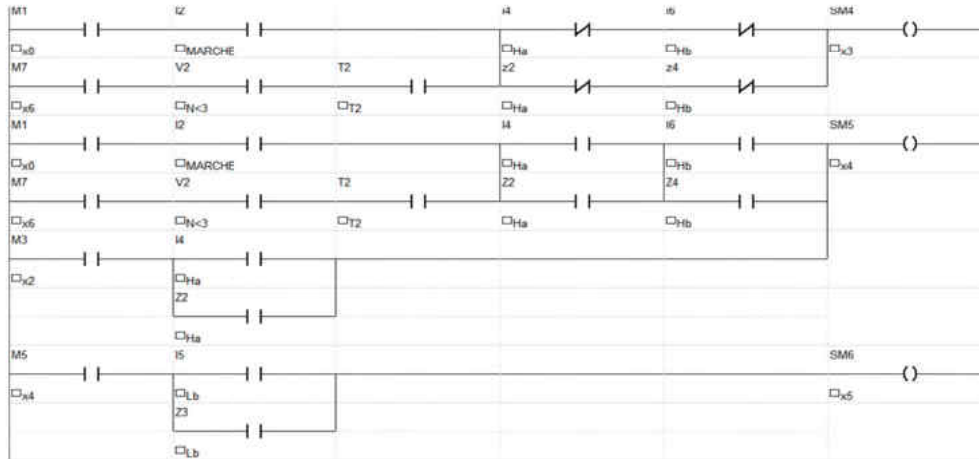 M1 I2 I4 I6 SM4
x0 MARCHE Ha Hb x3
M7 V2 T2 z2 z4
x6 N<3 T2 Ha Hb
M1 I2 I4 I6 SM5
x0 MARCHE Ha Hb x4
M7 V2 T2 Z2 Z4
x6 N<3 T2 Ha Hb
M3 I4
x2 Ha
Z2
Ha
M5 I5 SM6
x4 Lb x5
Z3
Lb